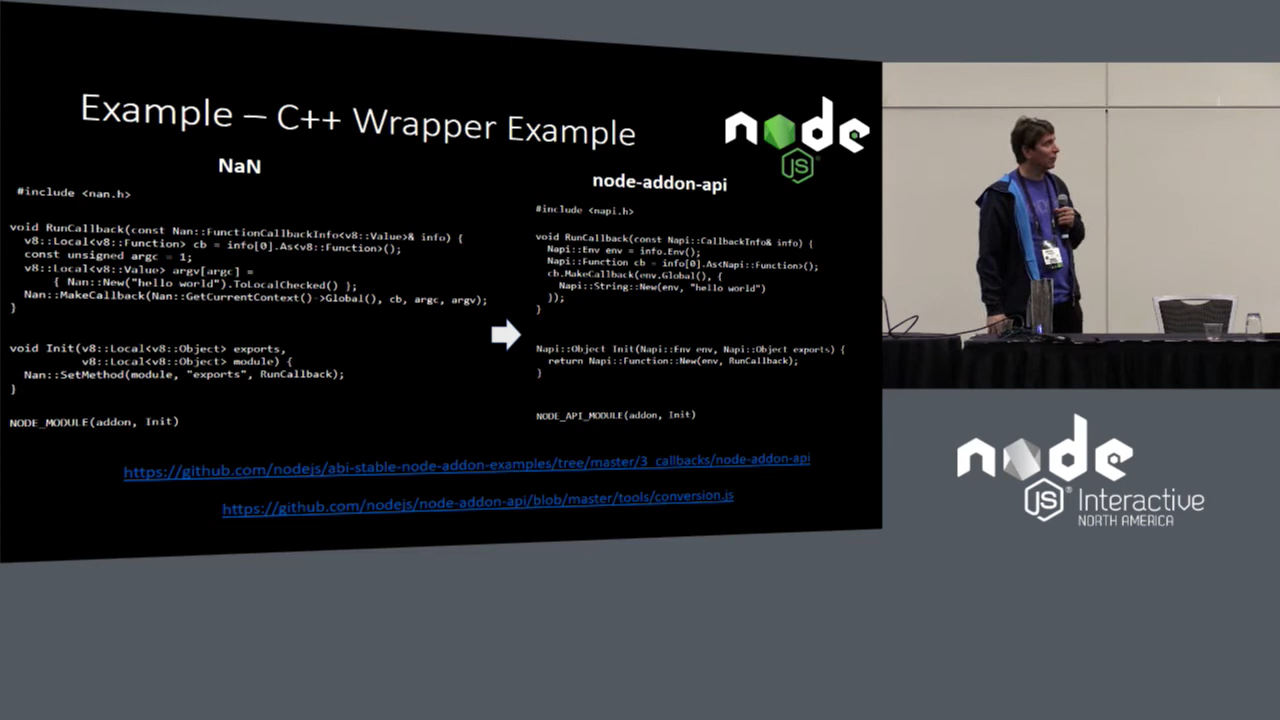 Example – C++ Wrapper Example
node
JS
NaN
#include <nan.h>
void RunCallback(const Nan::FunctionCallbackInfo<v8::Value>& info) {
v8::Local<v8::Function> cb = info[0].As<v8::Function>();
const unsigned argc = 1;
v8::Local<v8::Value> argv[argc] =
{ Nan::New("hello world").ToLocalChecked() };
Nan::MakeCallback(Nan::GetCurrentContext()->Global(), cb, argc, argv);
}
void Init(v8::Local<v8::Object> exports,
v8::Local<v8::Object> module) {
Nan::SetMethod(module, "exports", RunCallback);
}
NODE_MODULE(addon, Init)
node-addon-api
#include <napi.h>
void RunCallback(const Napi::CallbackInfo& info) {
Napi::Env env = info.Env();
Napi::Function cb = info[0].As<Napi::Function>();
cb.MakeCallback(env.Global(), {
Napi::String::New(env, "hello world")
});
}
Napi::Object Init(Napi::Env env, Napi::Object exports) {
return Napi::Function::New(env, RunCallback);
}
NODE_API_MODULE(addon, Init)
https://github.com/nodejs/abi-stable-node-addon-examples/tree/master/3_callbacks/node-addon-api
https://github.com/nodejs/node-addon-api/blob/master/tools/conversion.js
node
JS Interactive
NORTH AMERICA